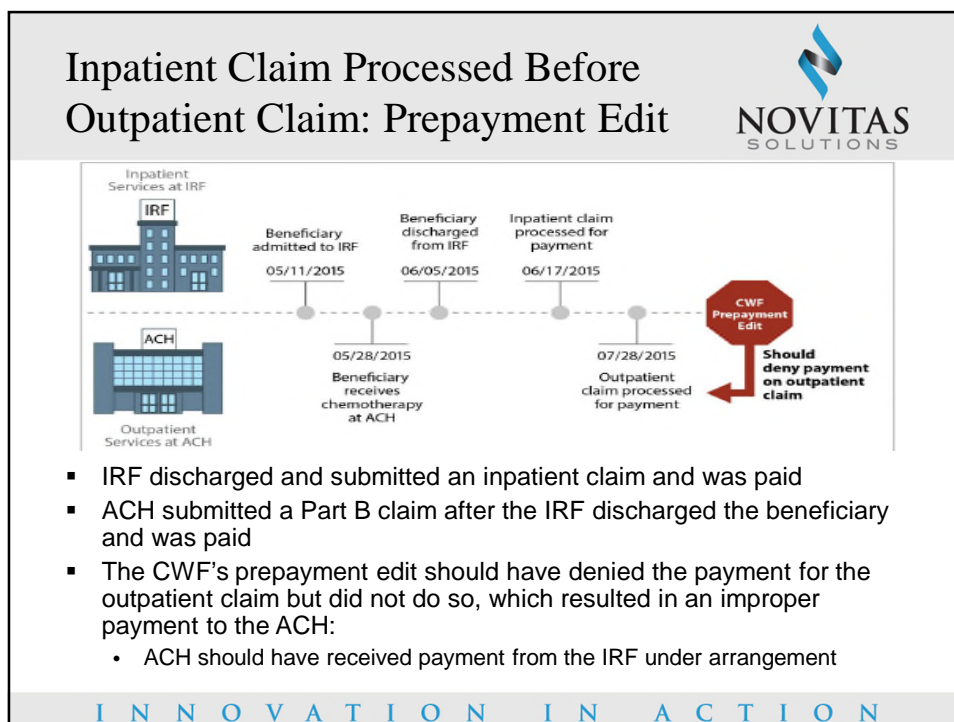 Inpatient Claim Processed Before
Outpatient Claim: Prepayment Edit
NOVITAS
SOLUTIONS
Inpatient
Services at IRF
IRF
Beneficiary
admitted to IRF
05/11/2015
Beneficiary
discharged
from IRF
06/05/2015
Inpatient claim
processed for
payment
06/17/2015
CWF
Prepayment
Edit
ACH
05/28/2015
Beneficiary
receives
chemotherapy
at ACH
07/28/2015
Outpatient
claim processed
for payment
Should
deny payment
on outpatient
claim
Outpatient
Services at ACH
▪ IRF discharged and submitted an inpatient claim and was paid
▪ ACH submitted a Part B claim after the IRF discharged the beneficiary
and was paid
▪ The CWF’s prepayment edit should have denied the payment for the
outpatient claim but did not do so, which resulted in an improper
payment to the ACH:
• ACH should have received payment from the IRF under arrangement
INNOVATION IN ACTION